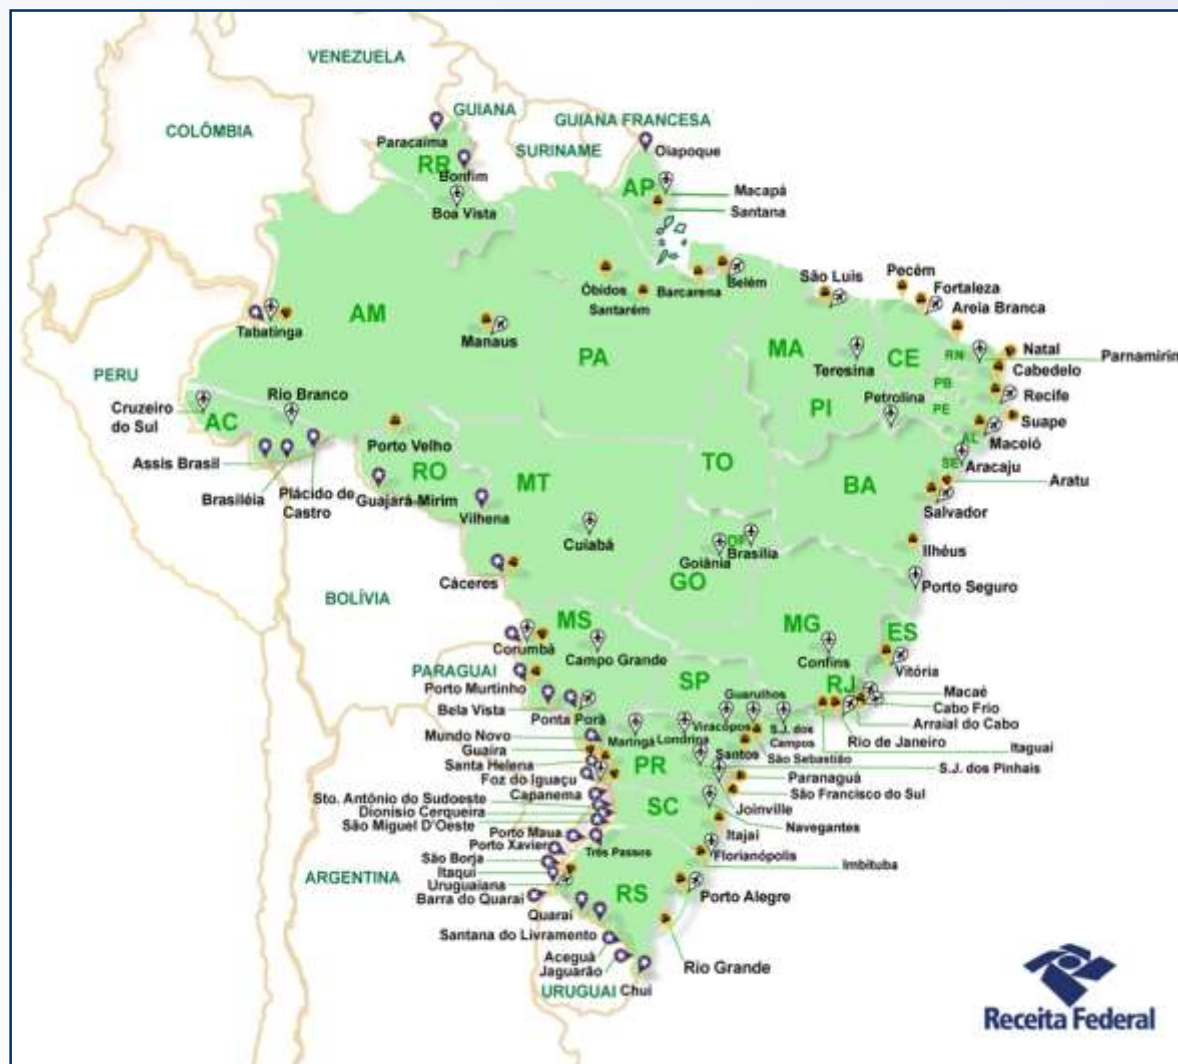 VENEZUELA
GUIANA
GUIANA FRANCESA
COLÔMBIA
Paracaíma
SURINAME
Oiapoque
RR
Bonfim
AP
Macapá
Boa Vista
Santana
Óbidos
Santarém
Barcarena
Belém
São Luis
Pecém
Fortaleza
Areia Branca
Tabatinga
AM
Manaus
PA
MA
Teresina
CE
RN
Natal
Parnamirin
Cabedelo
PERU
Rio Branco
Cruzeiro
do Sul
AC
Petrolina
PB
PE
Recife
PI
Suape
Porto Velho
AL
Maceió
Assis Brasil
RO
TO
SE
Aracaju
Brasiléia
Plácido de
Castro
Guajará-Mirim
MT
BA
Aratu
Vilhena
Salvador
Cuiabá
Goiânia
DF
Brasília
Ilhéus
Cáceres
GO
Porto Seguro
BOLÍVIA
MS
MG
ES
Corumbá
Campo Grande
Confins
Vitória
PARAGUAI
Porto Murtinho
SP
Guarulhos
RJ
Macaé
Bela Vista
Cabo Frio
Ponta Porã
Viracopos
Arraial do Cabo
Mundo Novo
Maringá
Londrina
S.J. dos
Campos
Rio de Janeiro
Guaíra
Santos
São Sebastião
Itaguaí
Santa Helena
PR
S.J. dos Pinhais
Foz do Iguaçu
Paranaguá
Capanema
São Francisco do Sul
Sto. Antônio do Sudoeste
SC
Joinville
Dionísio Cerqueira
Navegantes
São Miguel D'Oeste
Itajaí
Porto Maua
Porto Xavier
Três Passos
Florianópolis
São Borja
Imbituba
Itaqui
ARGENTINA
Uruguaiana
RS
Porto Alegre
Barra do Quaraí
Quaraí
Santana do Livramento
Aceguá
Rio Grande
Jaguarão
URUGUAI
Chuí
Receita Federal